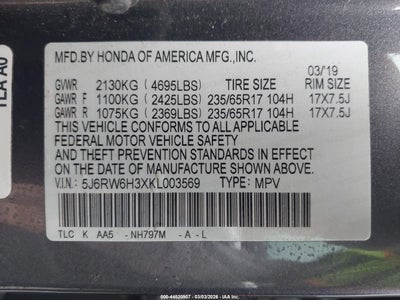 MFD.BY HONDA OF AMERICA MFG.,INC.
03/'19
GVWR 2130KG (4695LBS) TIRE SIZE RIM SIZE
GAWR F 1100KG (2425LBS) 235/65R17 104H 17X7.5J
GAWR R 1075KG (2369LBS) 235/65R17 104H 17X7.5J
THIS VEHICLE CONFORMS TO ALL APPLICABLE
FEDERAL MOTOR VEHICLE SAFETY
AND THEFT PREVENTION STANDARDS IN EFFECT ON
THE DATE OF MANUFACTURE SHOWN ABOVE.
V.I.N: 5J6RW6H3XKL003569 TYPE: MPV
TLC K AA5 -NH797M -A -L
TLA A0
000-44820907 - 03/03/2026 - IAA Inc.